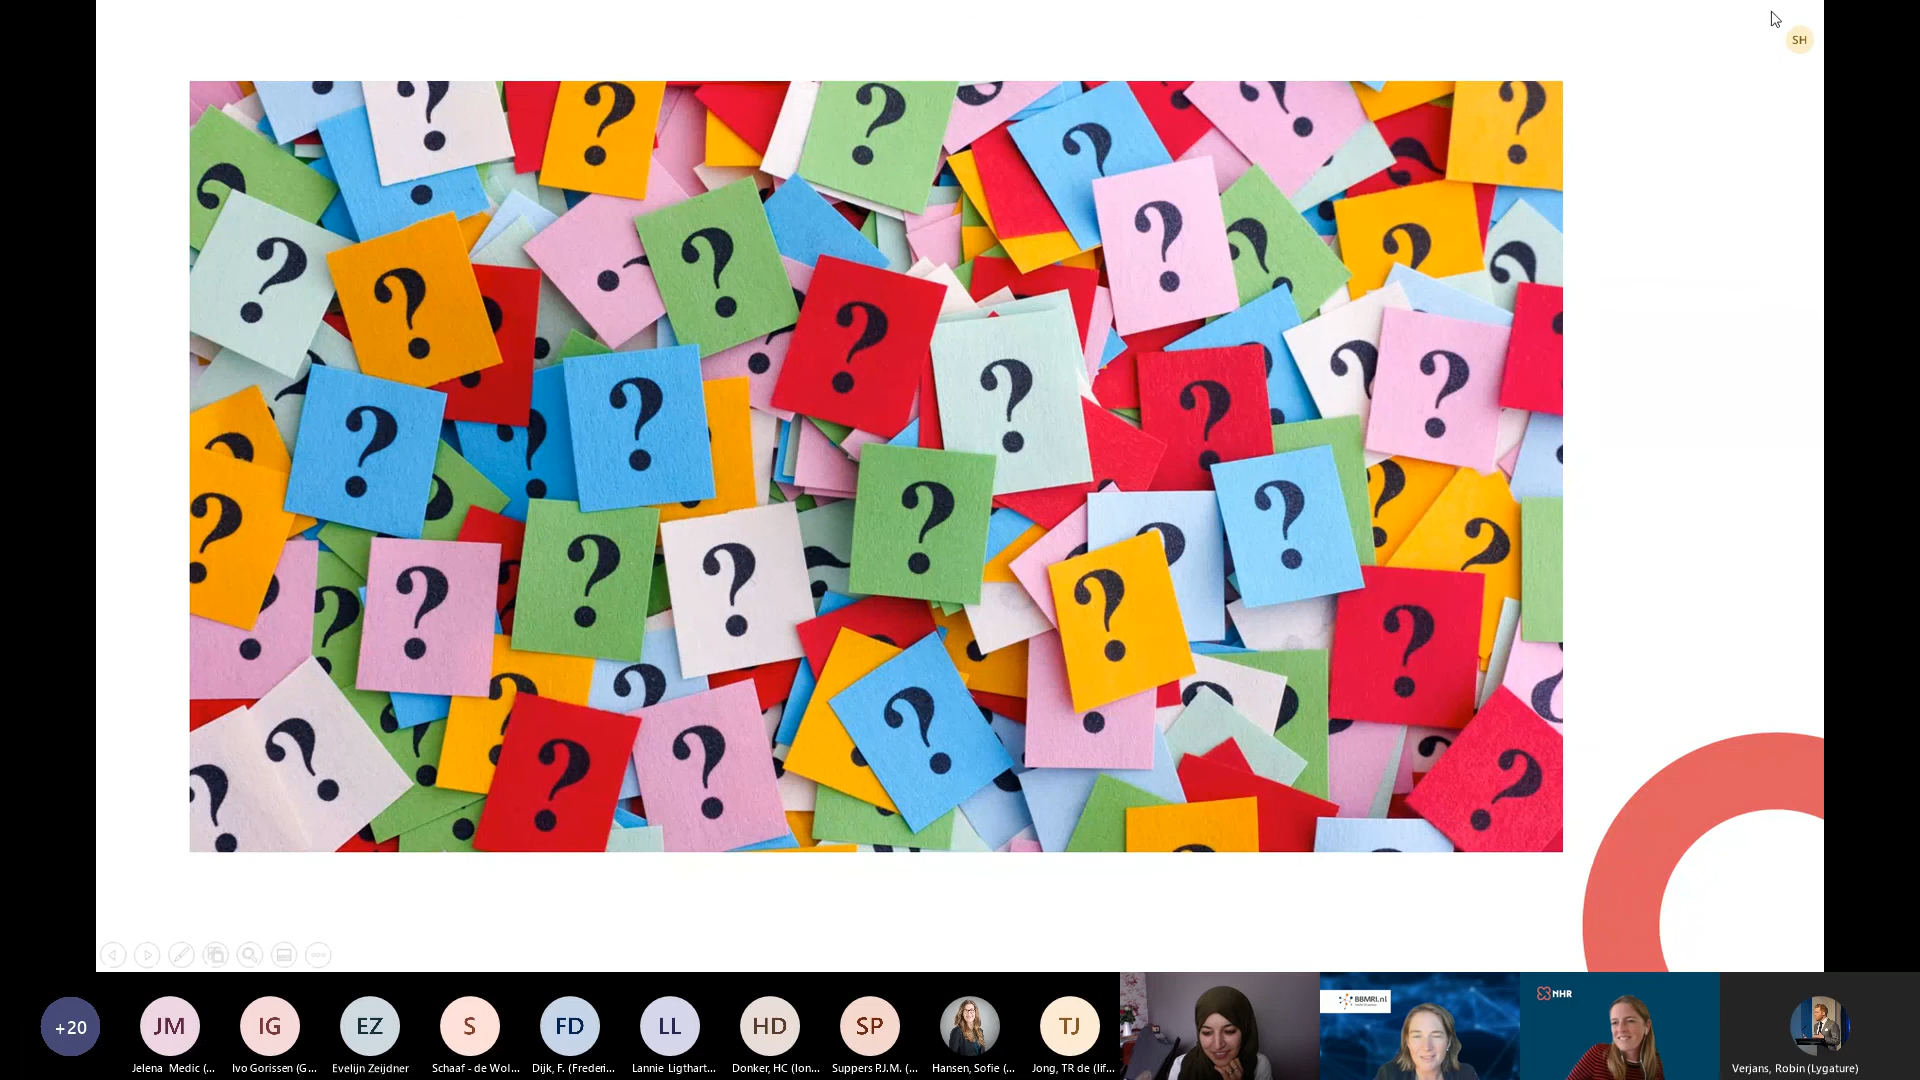 SH
+20
JM
IG
EZ
S
FD
LL
HD
SP
TJ
BBMRI.nl
NHR
Jelena Medic (...
Ivo Gorissen (G...
Evelijn Zeijdner
Schaaf - de Wol...
Dijk, F. (Frederi...
Lannie Ligthart...
Donker, HC (Ion...
Suppers P.J.M. (...
Hansen, Sofie (...
Jong, TR de (lif...
Verjans, Robin (Lygature)